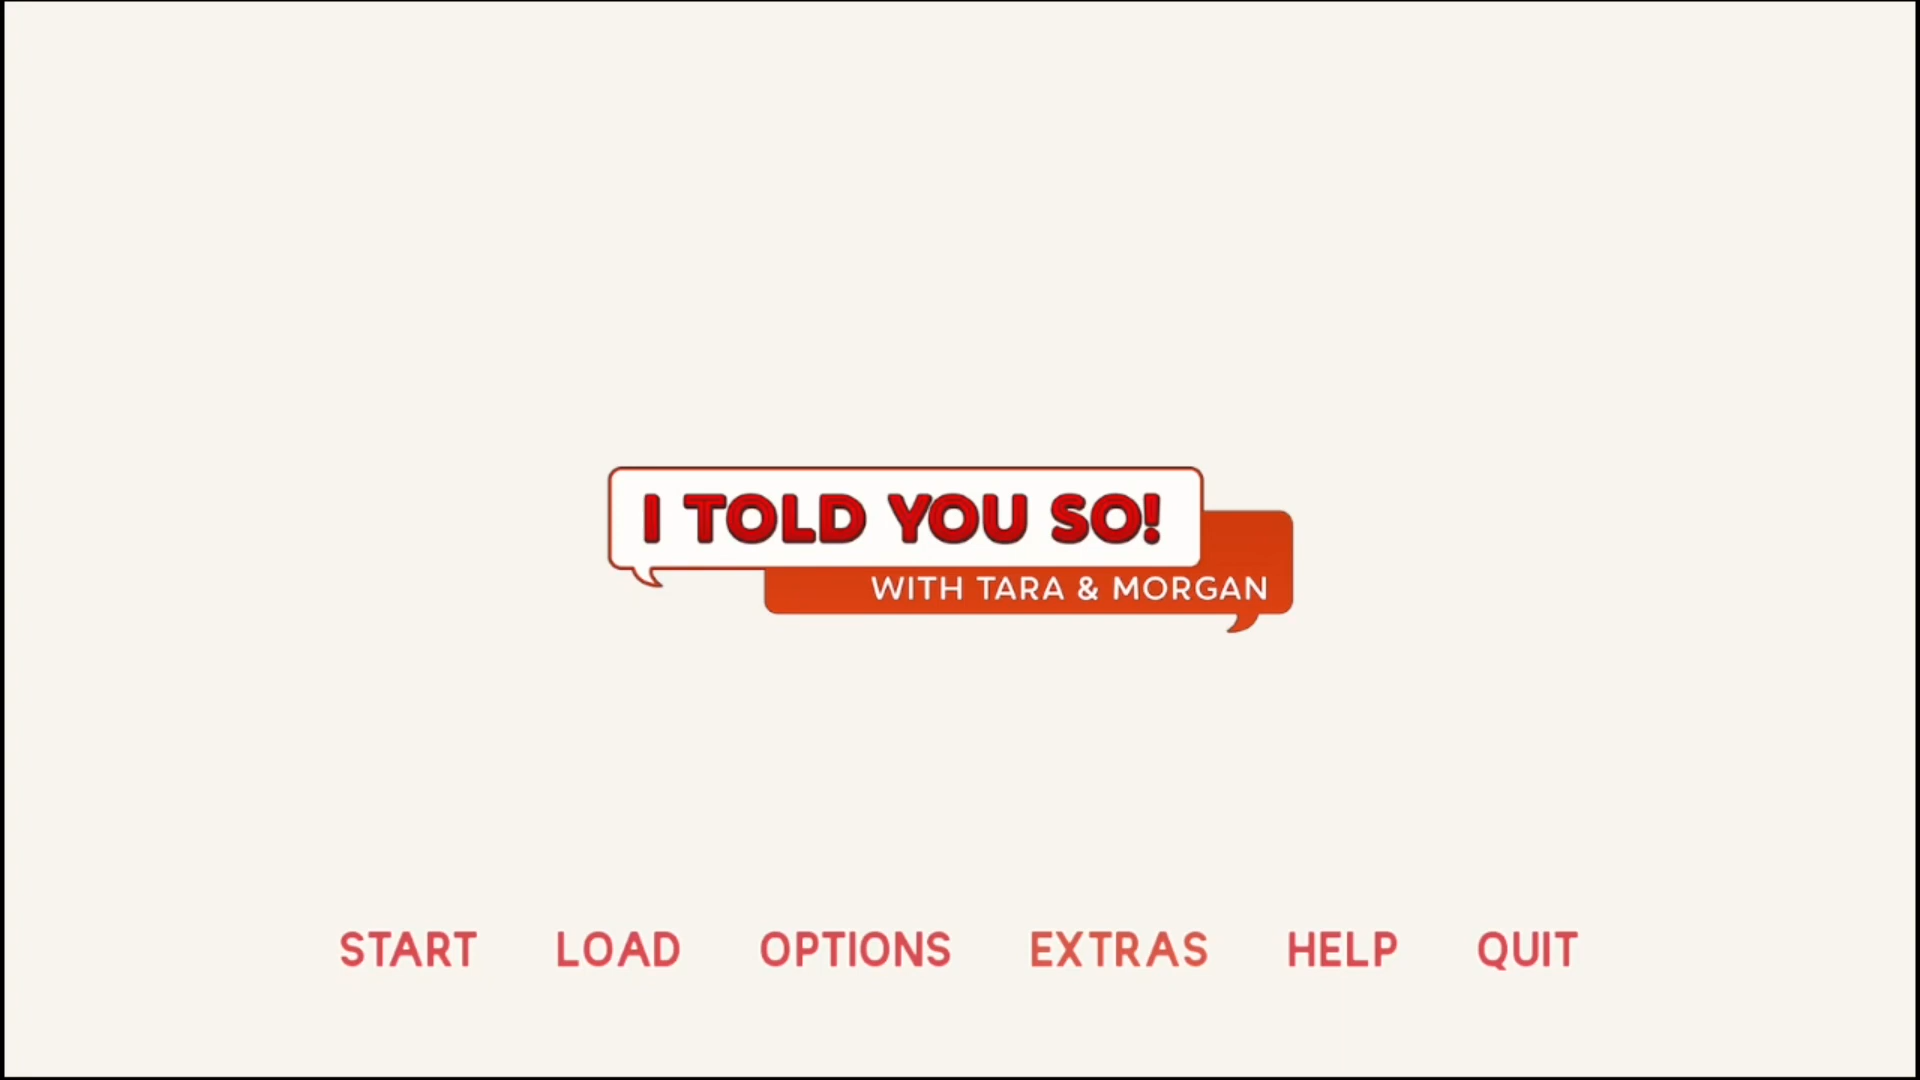 I TOLD YOU SO!
WITH TARA & MORGAN
START LOAD OPTIONS EXTRAS HELP QUIT